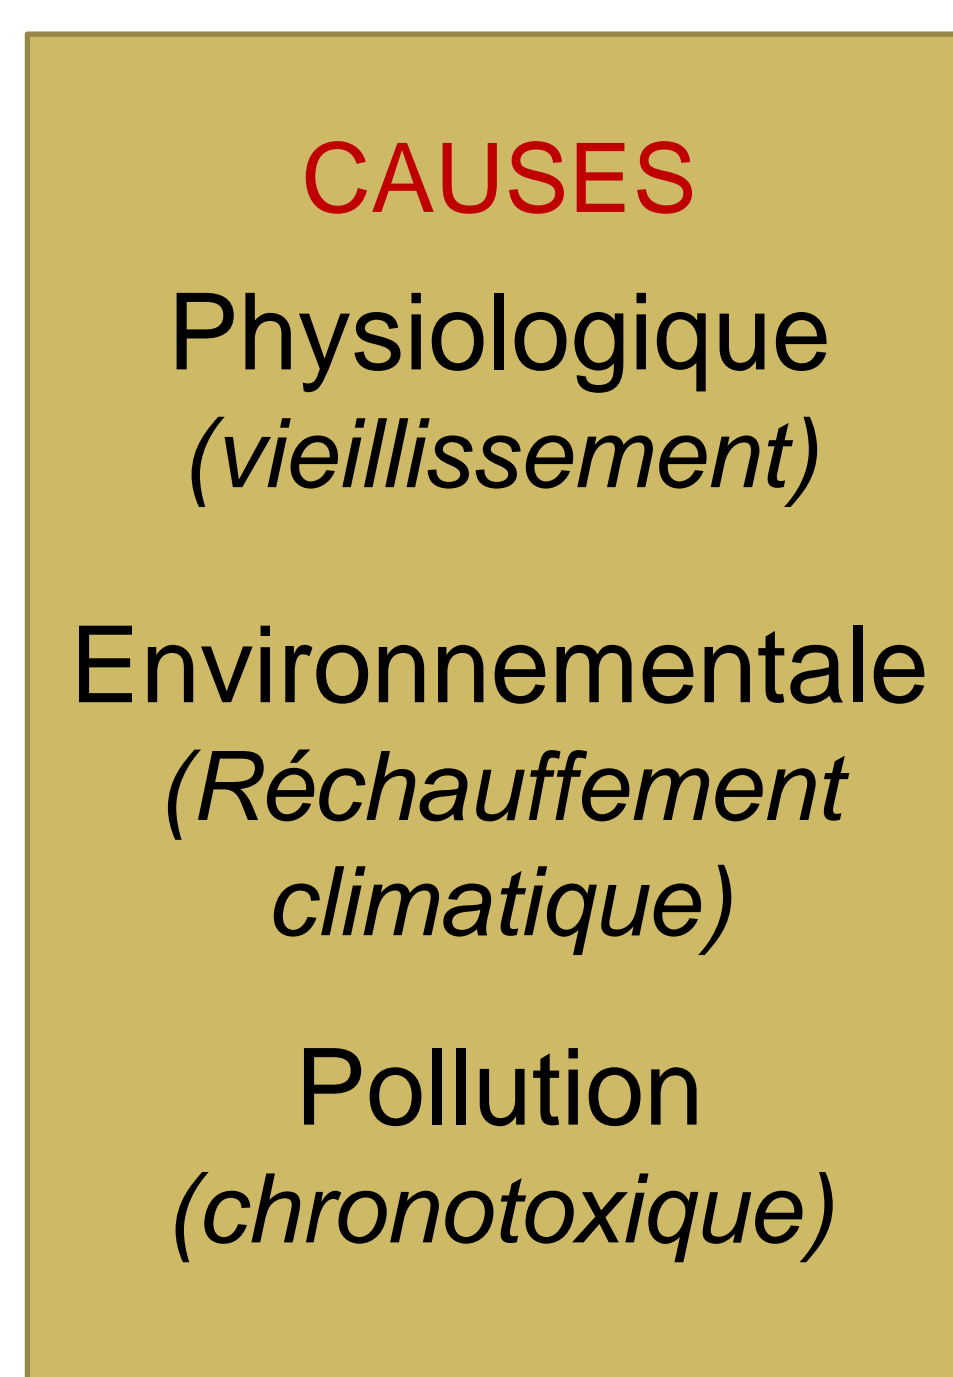 CAUSES
Physiologique
(vieillissement)
Environnementale
(Réchauffement
climatique)
Pollution
(chronotoxique)